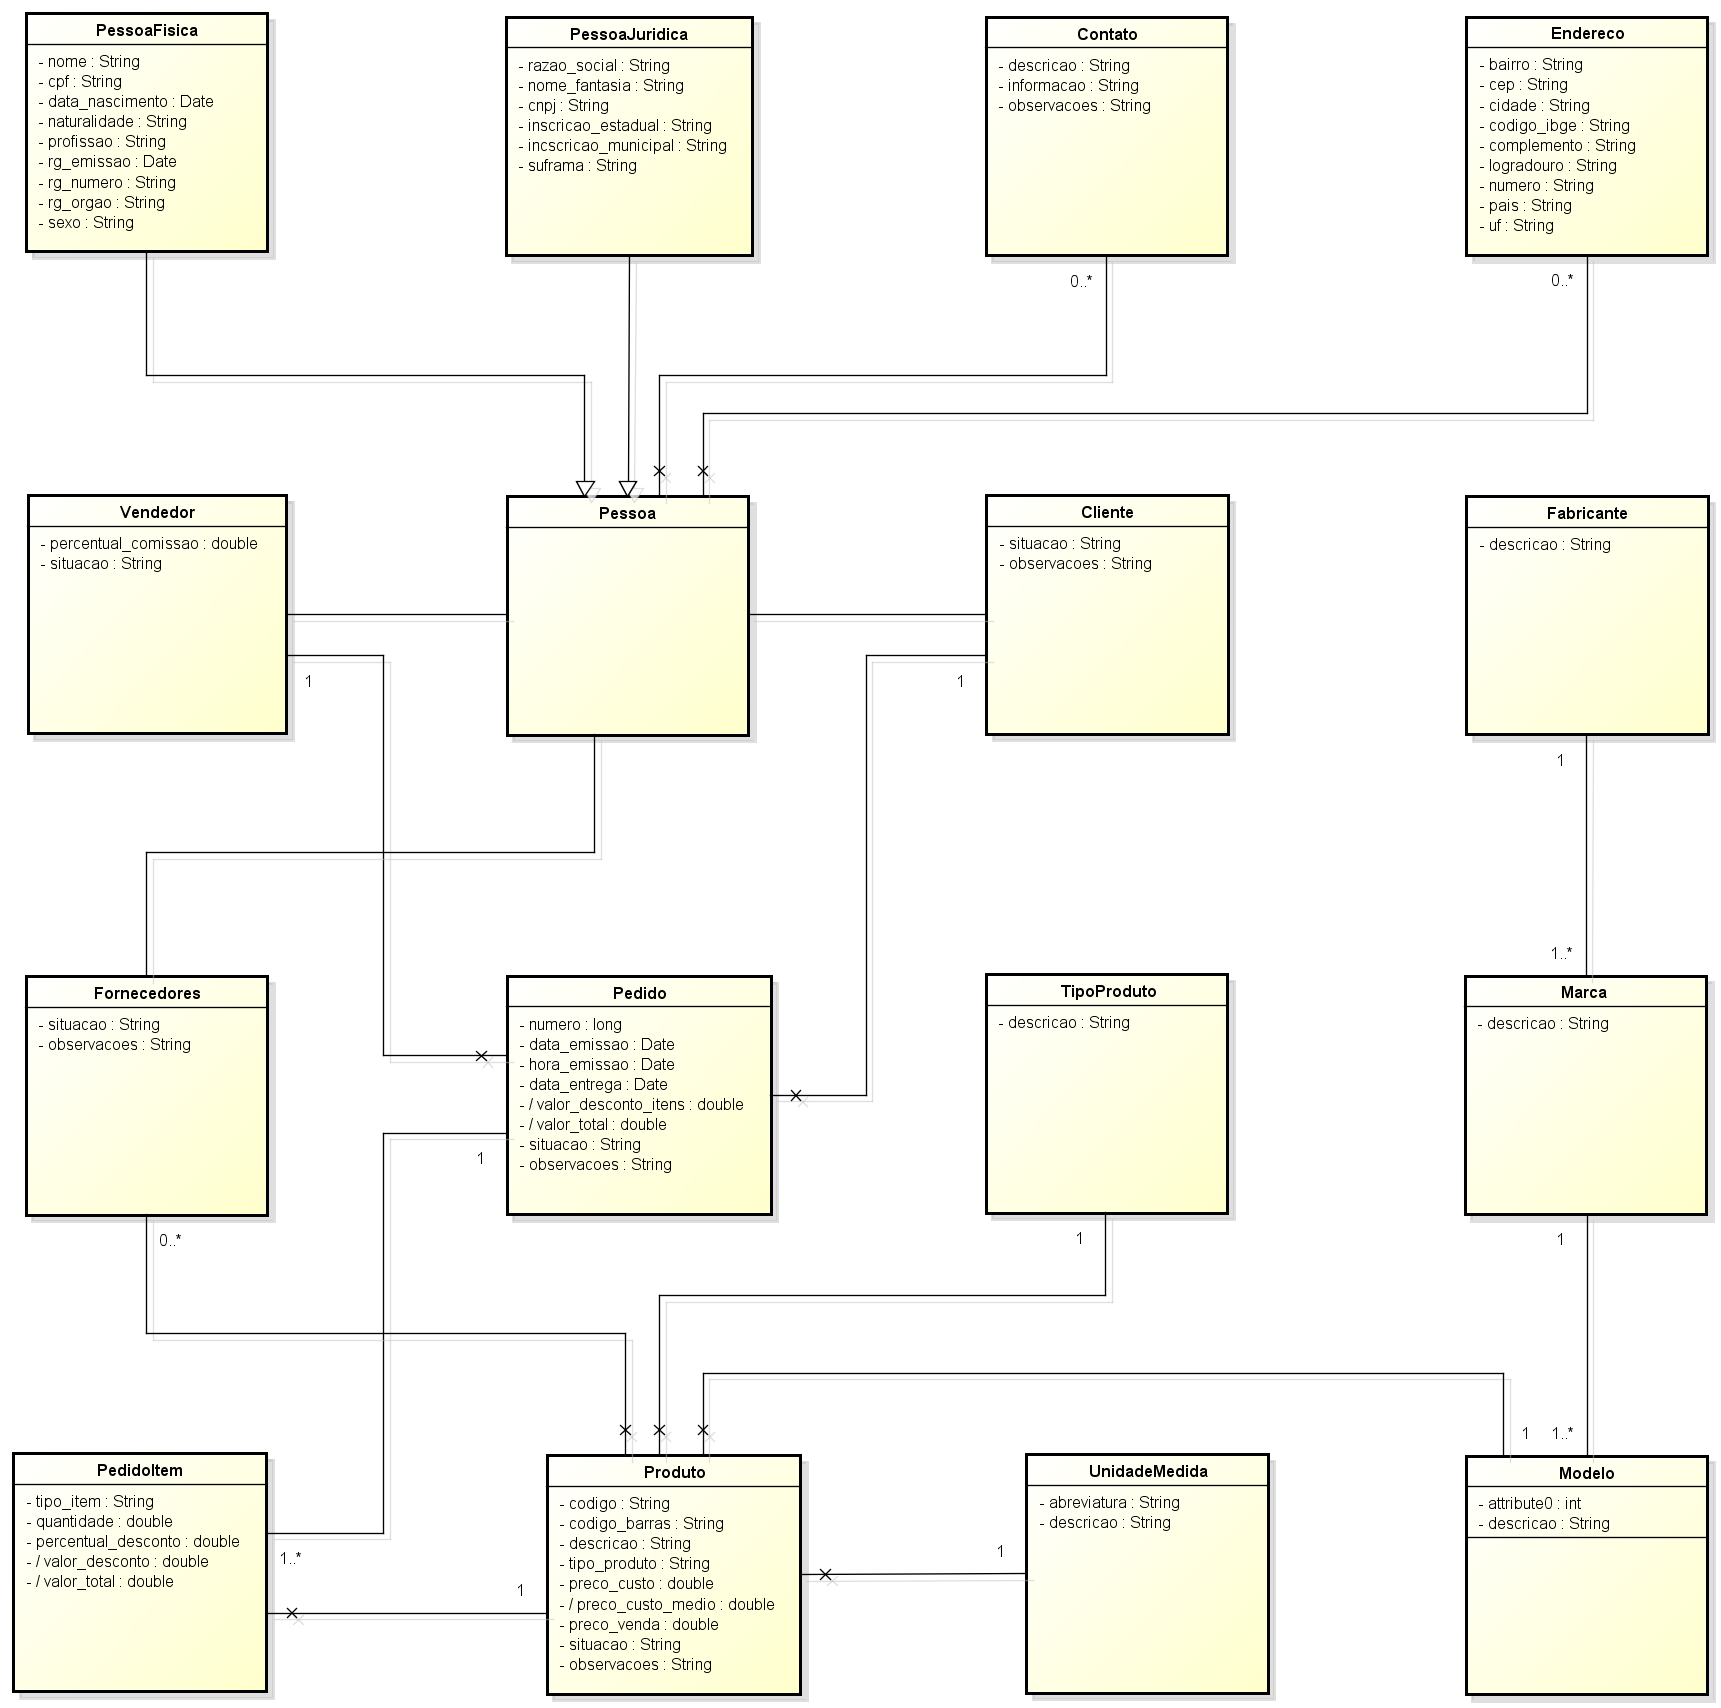 PessoaFisica
- nome : String
- cpf : String
- data_nascimento : Date
- naturalidade : String
- profissao : String
- rg_emissao : Date
- rg_numero : String
- rg_orgao : String
- sexo : String
PessoaJuridica
- razao_social : String
- nome_fantasia : String
- cnpj : String
- inscricao_estadual : String
- incscricao_municipal : String
- suframa : String
Contato
- descricao : String
- informacao : String
- observacoes : String
0..*
Endereco
- bairro : String
- cep : String
- cidade : String
- codigo_ibge : String
- complemento : String
- logradouro : String
- numero : String
- pais : String
- uf : String
0..*
Vendedor
- percentual_comissao : double
- situacao : String
1
Pessoa
Cliente
- situacao : String
- observacoes : String
1
Fabricante
- descricao : String
1
1..*
Fornecedores
- situacao : String
- observacoes : String
0..*
Pedido
- numero : long
- data_emissao : Date
- hora_emissao : Date
- data_entrega : Date
- / valor_desconto_itens : double
- / valor_total : double
- situacao : String
- observacoes : String
1
TipoProduto
- descricao : String
1
Marca
- descricao : String
1
1 1..*
PedidoItem
- tipo_item : String
- quantidade : double
- percentual_desconto : double
- / valor_desconto : double
- / valor_total : double
1..*
1
Produto
- codigo : String
- codigo_barras : String
- descricao : String
- tipo_produto : String
- preco_custo : double
- / preco_custo_medio : double
- preco_venda : double
- situacao : String
- observacoes : String
1
UnidadeMedida
- abreviatura : String
- descricao : String
Modelo
- attribute0 : int
- descricao : String